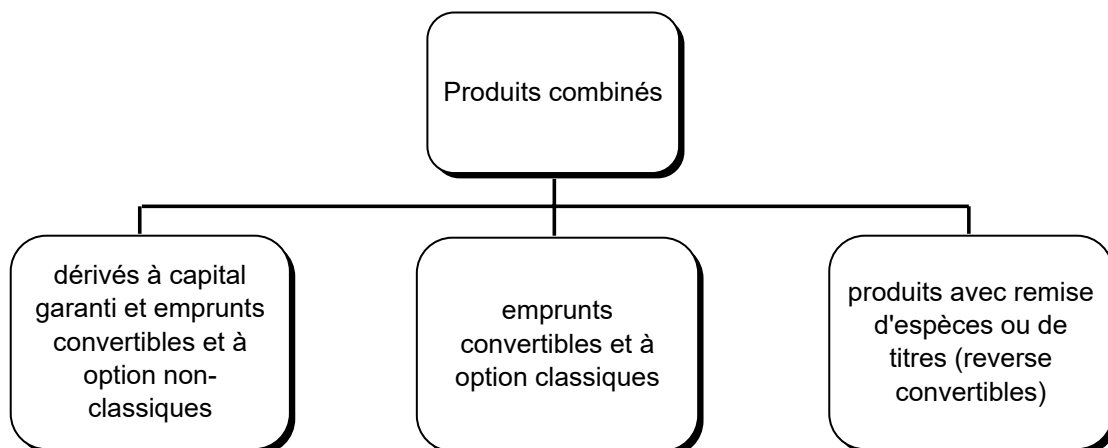 Produits combinés
dérivés à capital
garanti et emprunts
convertibles et à
option non-
classiques
emprunts
convertibles et à
option classiques
produits avec remise
d'espèces ou de
titres (reverse
convertibles)